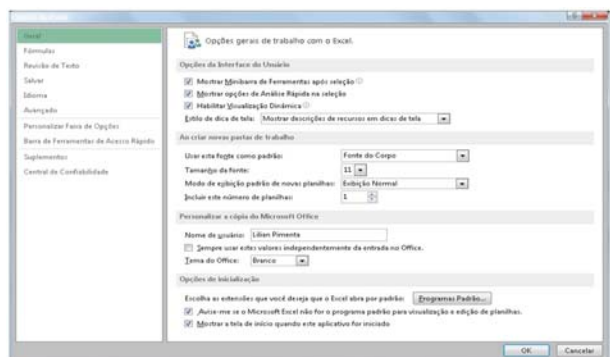 Geral
Fórmulas
Revisão de Texto
Salvar
Idioma
Avançado
Personalizar Faixa de Opções
Barra de Ferramentas de Acesso Rápido
Suplementos
Central de Confiabilidade
Opções gerais de trabalho com o Excel.
Opções da Interface do Usuário
Mostrar Minibarra de Ferramentas após seleção
Mostrar opções de Análise Rápida na seleção
Habilitar Visualização Dinâmica
Estilo de dica de tela: Mostrar descrições de recursos em dicas de tela
Ao criar novas pastas de trabalho
Usar esta fonte como padrão: Fonte do Corpo
Tamanho da fonte: 11
Modo de exibição padrão de novas planilhas: Exibição Normal
Incluir este número de planilhas: 1
Personalizar a cópia do Microsoft Office
Nome de usuário: Lilian Pimenta
Sempre usar estes valores independentemente da entrada no Office.
Tema do Office: Branco
Opções de inicialização
Escolha as extensões que você deseja que o Excel abra por padrão: Programas Padrão...
Avise-me se o Microsoft Excel não for o programa padrão para visualização e edição de planilhas.
Mostrar a tela de início quando este aplicativo for iniciado
OK Cancelar